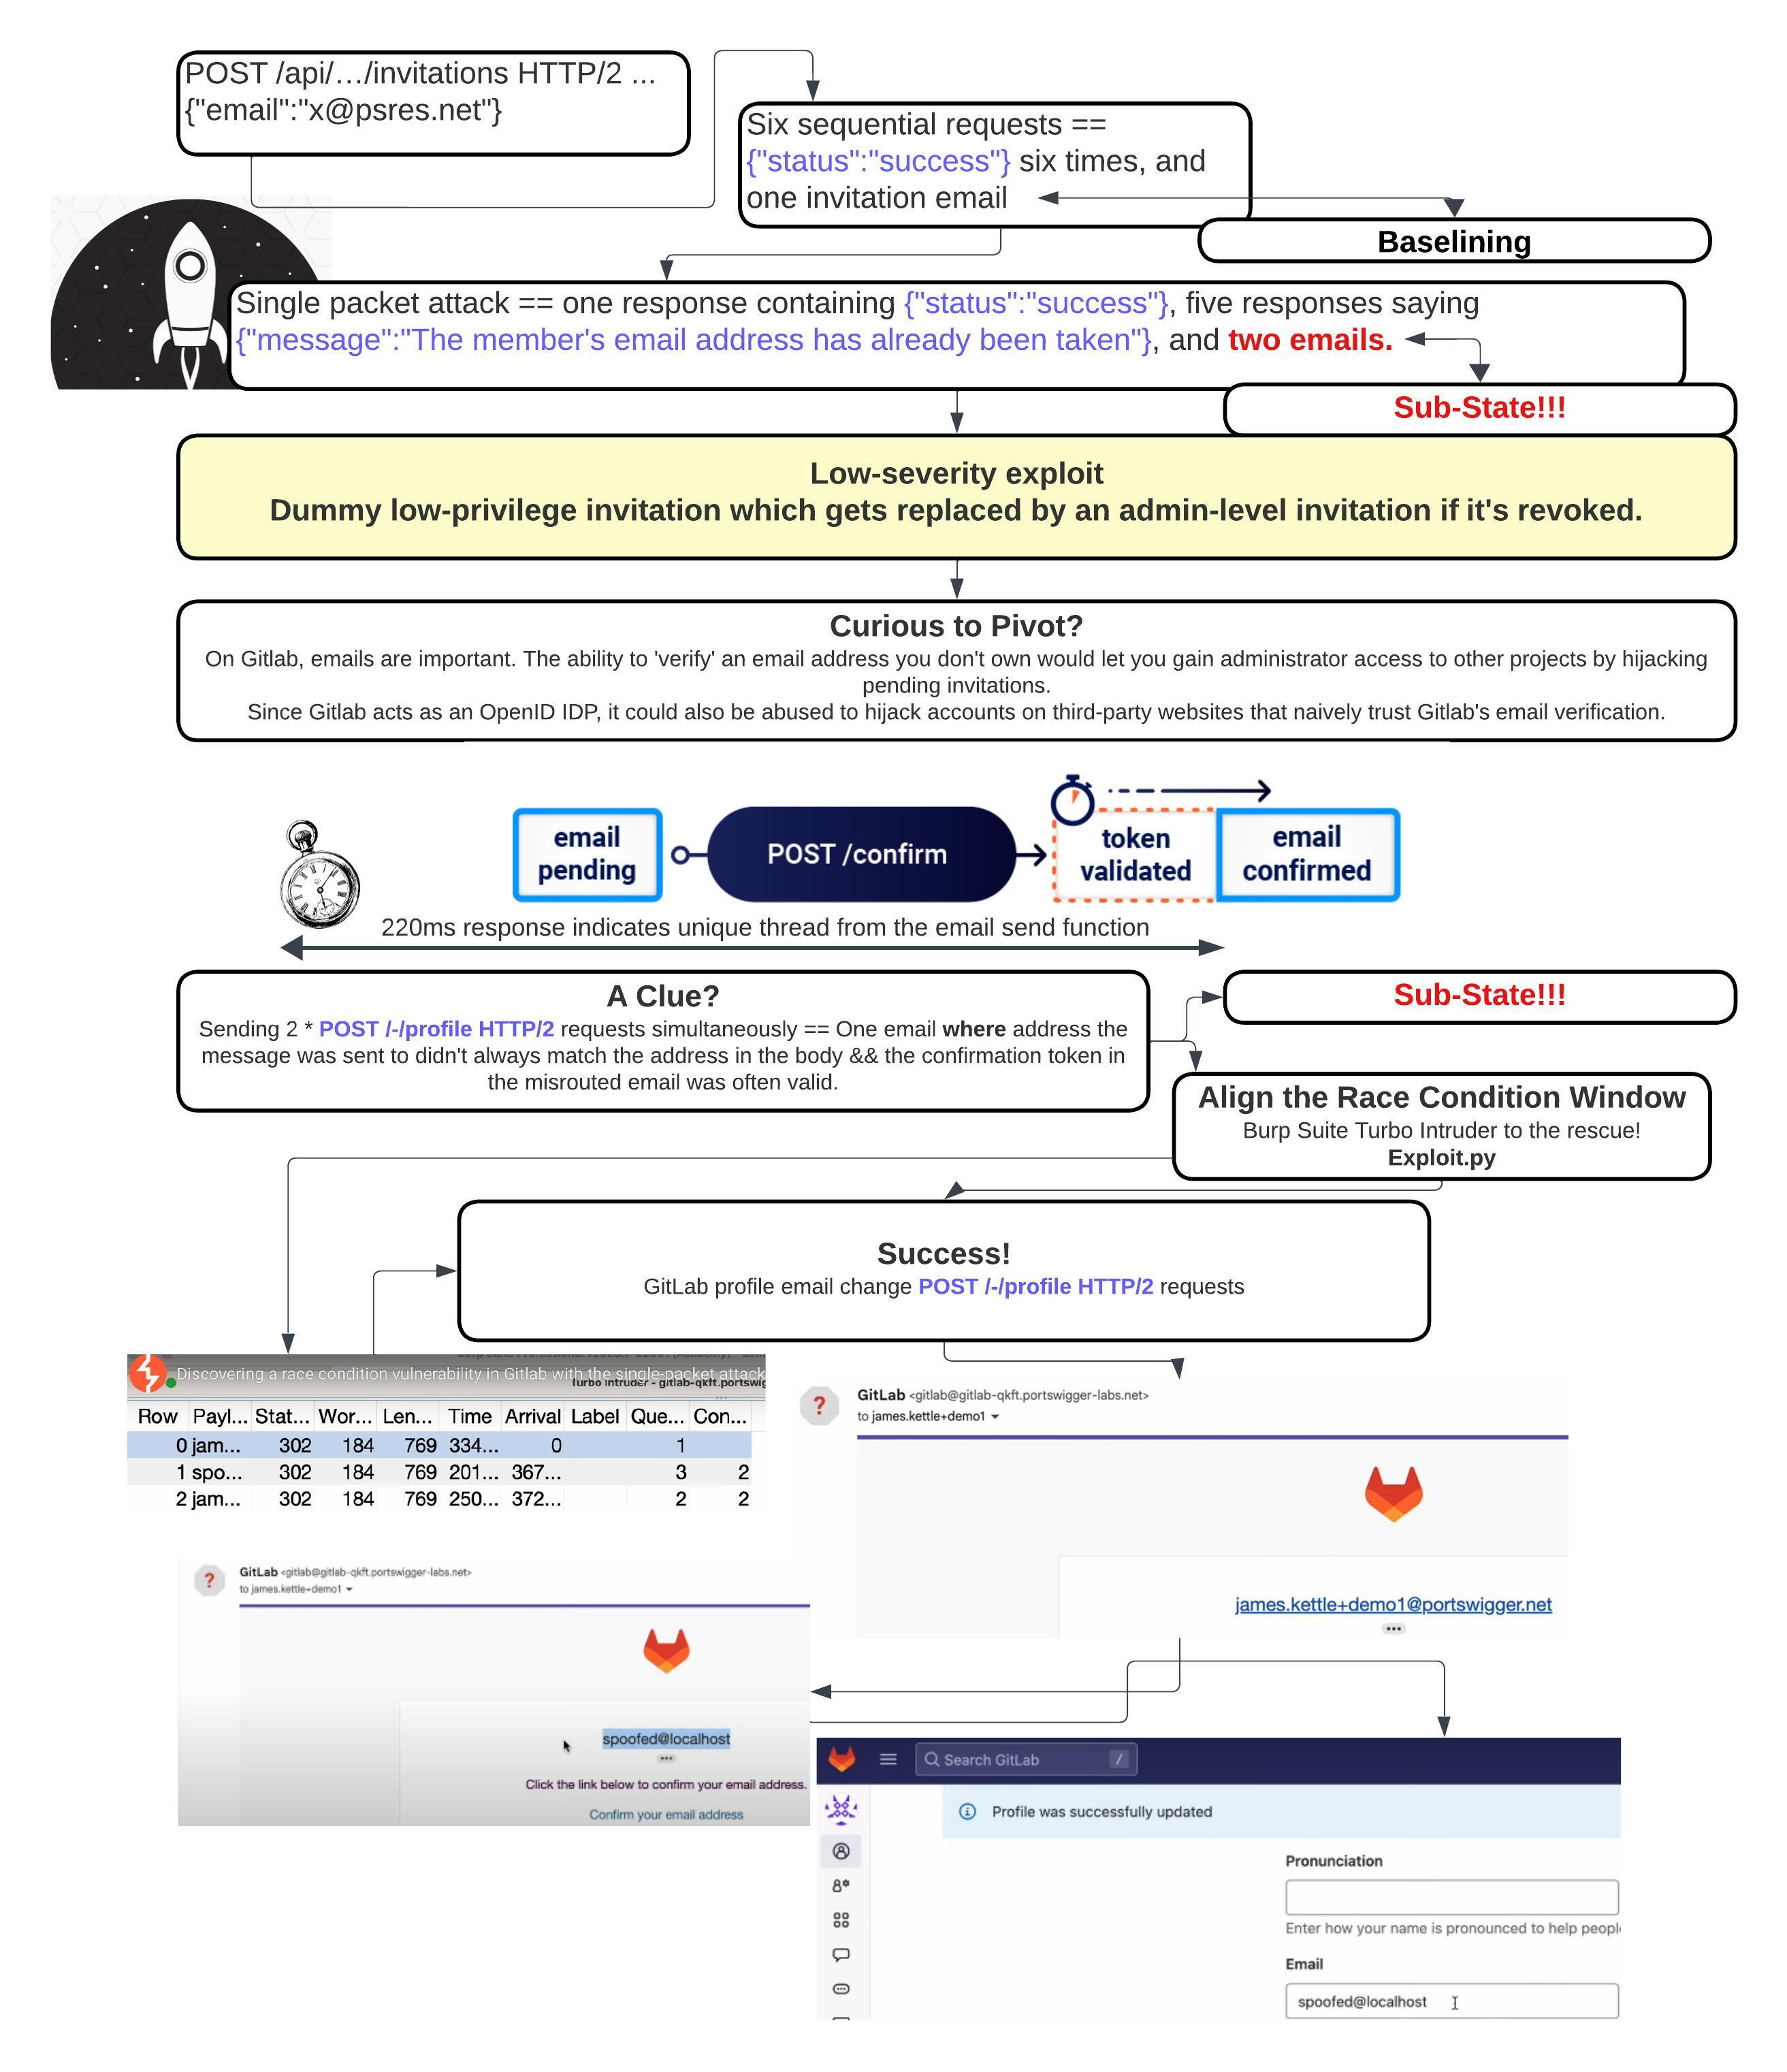 POST /api/…/invitations HTTP/2 ...
{"email":"x@psres.net"}
Six sequential requests ==
{"status":"success"} six times, and
one invitation email
Baselining
Single packet attack == one response containing {"status":"success"}, five responses saying
{"message":"The member's email address has already been taken"}, and two emails.
Sub-State!!!
Low-severity exploit
Dummy low-privilege invitation which gets replaced by an admin-level invitation if it's revoked.
Curious to Pivot?
On Gitlab, emails are important. The ability to 'verify' an email address you don't own would let you gain administrator access to other projects by hijacking
pending invitations.
Since Gitlab acts as an OpenID IDP, it could also be abused to hijack accounts on third-party websites that naively trust Gitlab's email verification.
email
pending
POST /confirm
token
validated
email
confirmed
220ms response indicates unique thread from the email send function
A Clue?
Sending 2 * POST /-/profile HTTP/2 requests simultaneously == One email where address the
message was sent to didn't always match the address in the body && the confirmation token in
the misrouted email was often valid.
Sub-State!!!
Align the Race Condition Window
Burp Suite Turbo Intruder to the rescue!
Exploit.py
Success!
GitLab profile email change POST /-/profile HTTP/2 requests
Discovering a race condition vulnerability in Gitlab with the single-packet attack
Turbo Intruder - gitlab-qkft.portswig
Row Payl... Stat... Wor... Len... Time Arrival Label Que... Con...
0 jam... 302 184 769 334... 0 1
1 spo... 302 184 769 201... 367... 3 2
2 jam... 302 184 769 250... 372... 2 2
GitLab <gitlab@gitlab-qkft.portswigger-labs.net>
to james.kettle+demo1
james.kettle+demo1@portswigger.net
GitLab <gitlab@gitlab-qkft.portswigger-labs.net>
to james.kettle+demo1
spoofed@localhost
Click the link below to confirm your email address.
Confirm your email address
Search GitLab /
Profile was successfully updated
Pronunciation
Enter how your name is pronounced to help peopl
Email
spoofed@localhost